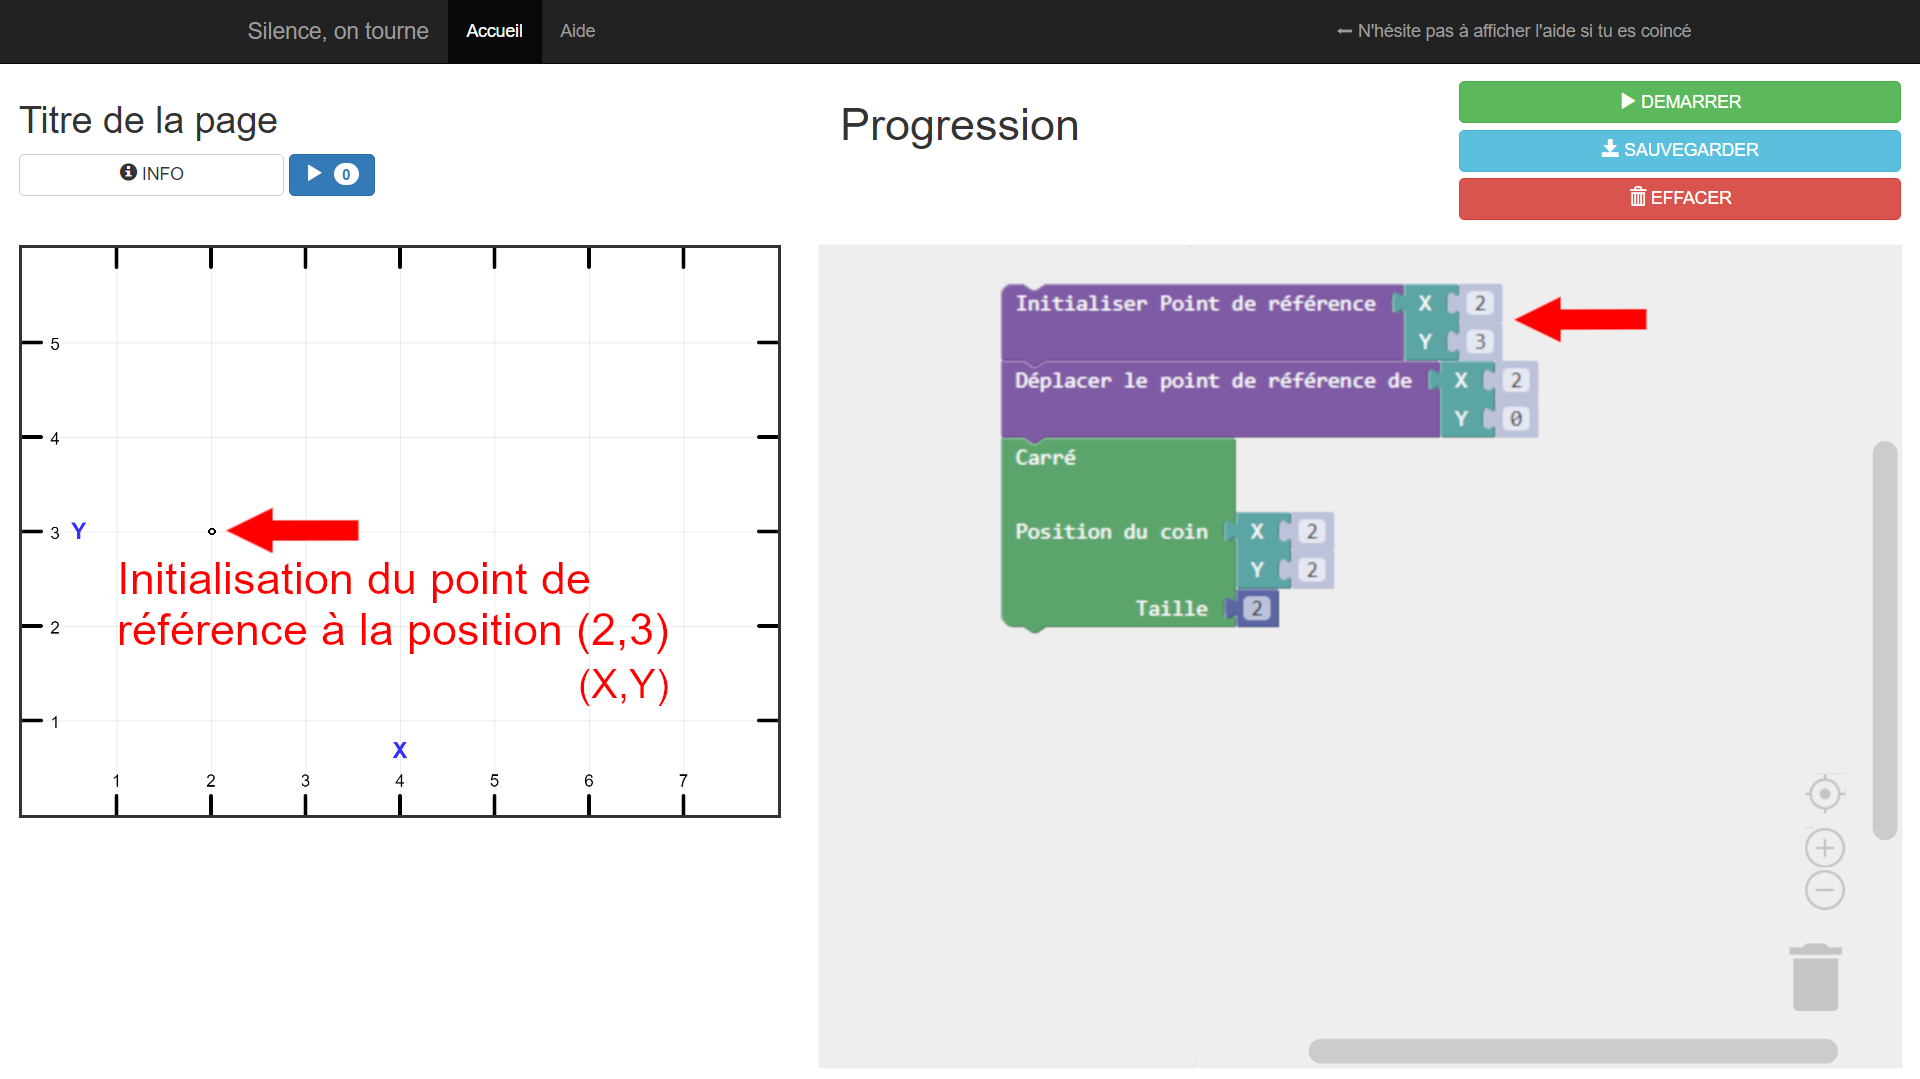 Silence, on tourne
Accueil
Aide
N'hésite pas à afficher l'aide si tu es coincé
Titre de la page
INFO
0
Progression
DEMARRER
SAUVEGARDER
EFFACER
5
4
3 Y
2
1
Initialisation du point de
référence à la position (2,3)
(X,Y)
X
1 2 3 4 5 6 7
Initialiser Point de référence X 2
Y 3
Déplacer le point de référence de X 2
Y 0
Carré
Position du coin X 2
Y 2
Taille 2